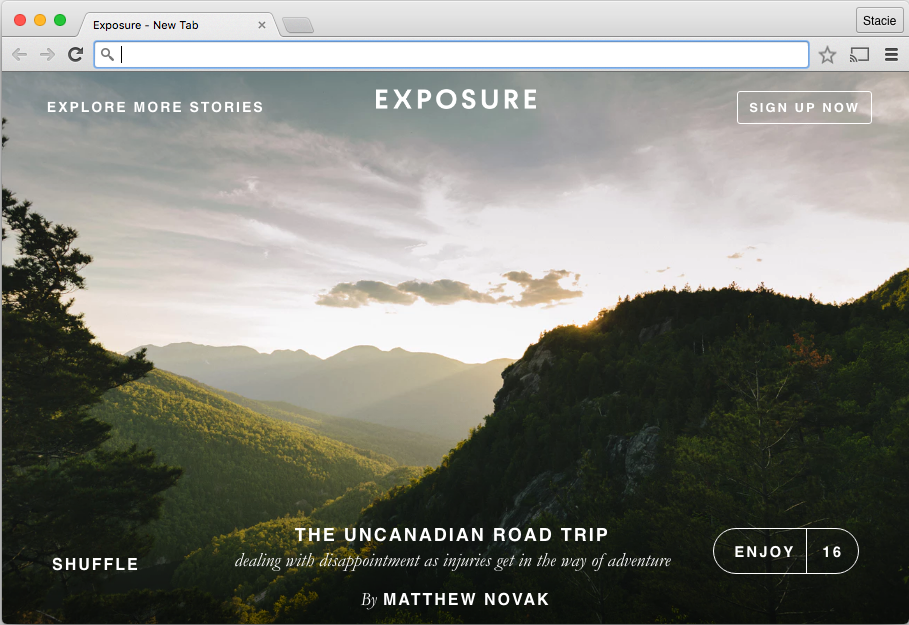 Exposure - New Tab
Stacie
EXPLORE MORE STORIES
EXPOSURE
SIGN UP NOW
THE UNCANADIAN ROAD TRIP
dealing with disappointment as injuries get in the way of adventure
SHUFFLE
ENJOY 16
By MATTHEW NOVAK